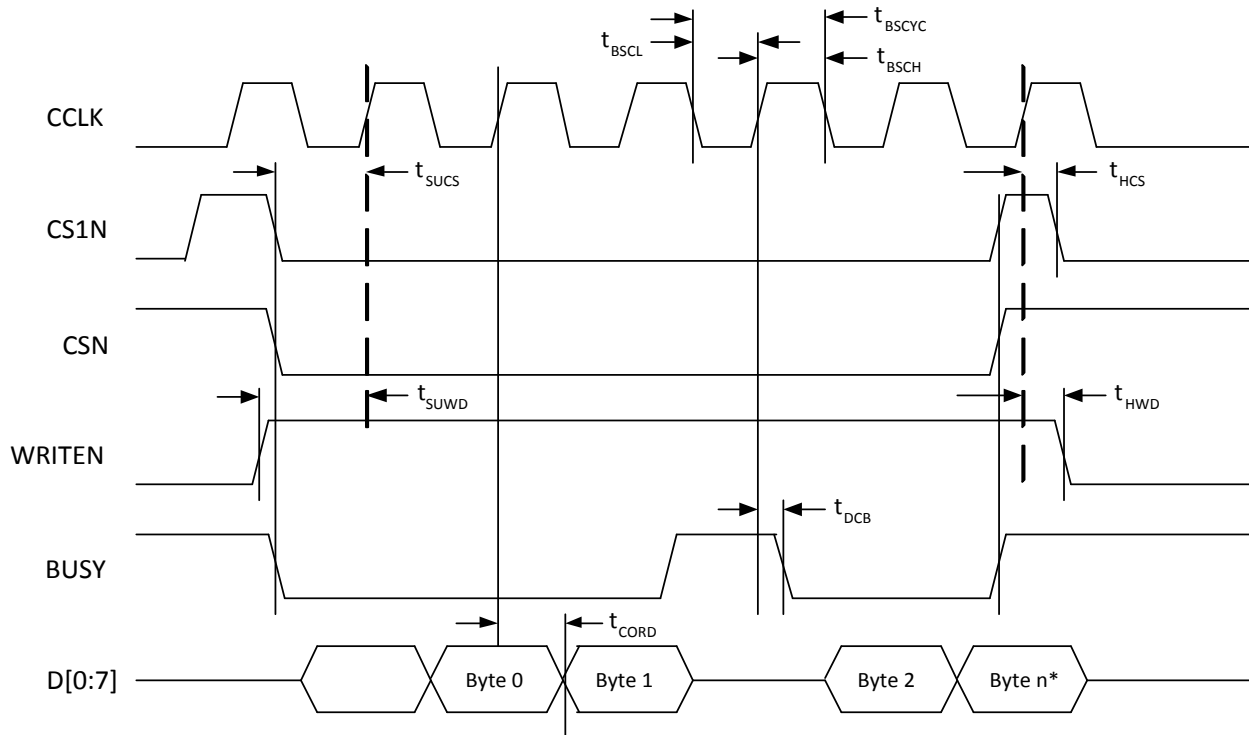 tBSCYC
tBSCL
tBSCH
CCLK
tSUCS
tHCS
CS1N
CSN
tSUWD
tHWD
WRITEN
tDCB
BUSY
tCORD
D[0:7]
Byte 0
Byte 1
Byte 2
Byte n*